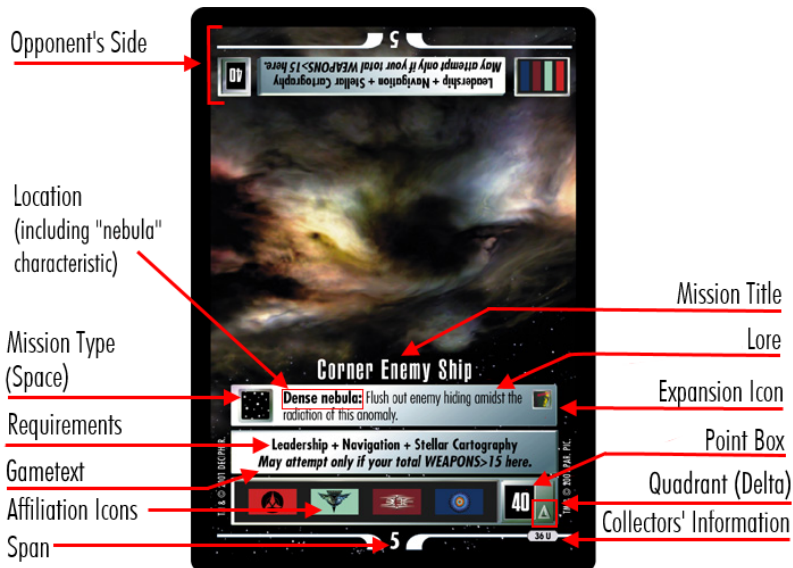 Opponent's Side
5
40
Leadership + Navigation + Stellar Cartography
May attempt only if your total WEAPONS>15 here.
Location
(including "nebula"
characteristic)
Mission Title
Lore
Mission Type
(Space)
Expansion Icon
Requirements
Point Box
Gametext
Quadrant (Delta)
Affiliation Icons
Collectors' Information
Span
Corner Enemy Ship
Dense nebula: Flush out enemy hiding amidst the
radiation of this anomaly.
Leadership + Navigation + Stellar Cartography
May attempt only if your total WEAPONS>15 here.
40
Δ
5
36 U
© 2001 DECIPHER.